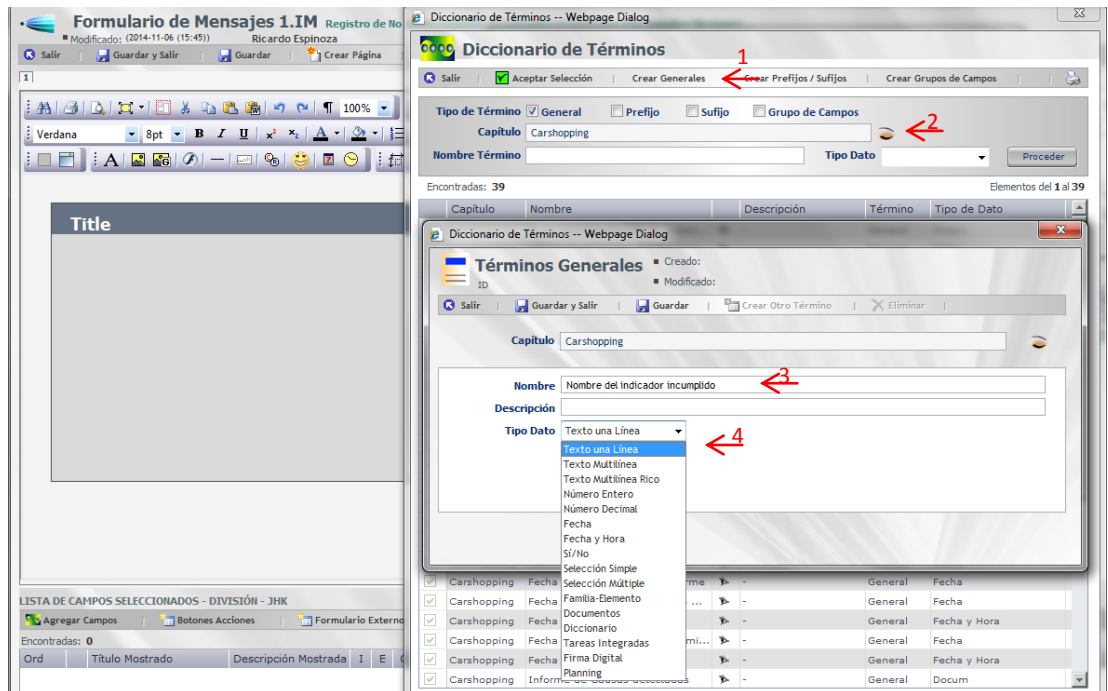 Formulario de Mensajes 1.IM Registro de No
Modificado: (2014-11-06 (15:45)) Ricardo Espinoza
Salir Guardar y Salir Guardar Crear Página
1
100%
Verdana 8pt B I U x² x₂ A
Title
LISTA DE CAMPOS SELECCIONADOS - DIVISIÓN - JHK
Agregar Campos Botones Acciones Formulario Externo
Encontradas: 0
Ord Título Mostrado Descripción Mostrada I E
Diccionario de Términos -- Webpage Dialog
Diccionario de Términos
1
Salir Aceptar Selección Crear Generales Crear Prefijos / Sufijos Crear Grupos de Campos
Tipo de Término General Prefijo Sufijo Grupo de Campos
Capítulo Carshopping 2
Nombre Término Tipo Dato Proceder
Encontradas: 39 Elementos del 1 al 39
Capítulo Nombre Descripción Término Tipo de Dato
Diccionario de Términos -- Webpage Dialog
Términos Generales Creado:
ID Modificado:
Salir Guardar y Salir Guardar Crear Otro Término Eliminar
Capítulo Carshopping
Nombre Nombre del indicador incumplido 3
Descripción
Tipo Dato Texto una Línea 4
Texto una Línea
Texto Multilínea
Texto Multilínea Rico
Número Entero
Número Decimal
Fecha
Fecha y Hora
Sí/No
Selección Simple
Selección Múltiple
Familia-Elemento
Documentos
Diccionario
Tareas Integradas
Firma Digital
Planning
Carshopping Fecha rme - General Fecha
Carshopping Fecha ... - General Fecha
Carshopping Fecha - General Fecha y Hora
Carshopping Fecha mi... - General Fecha
Carshopping Fecha - General Fecha y Hora
Carshopping - General Docum